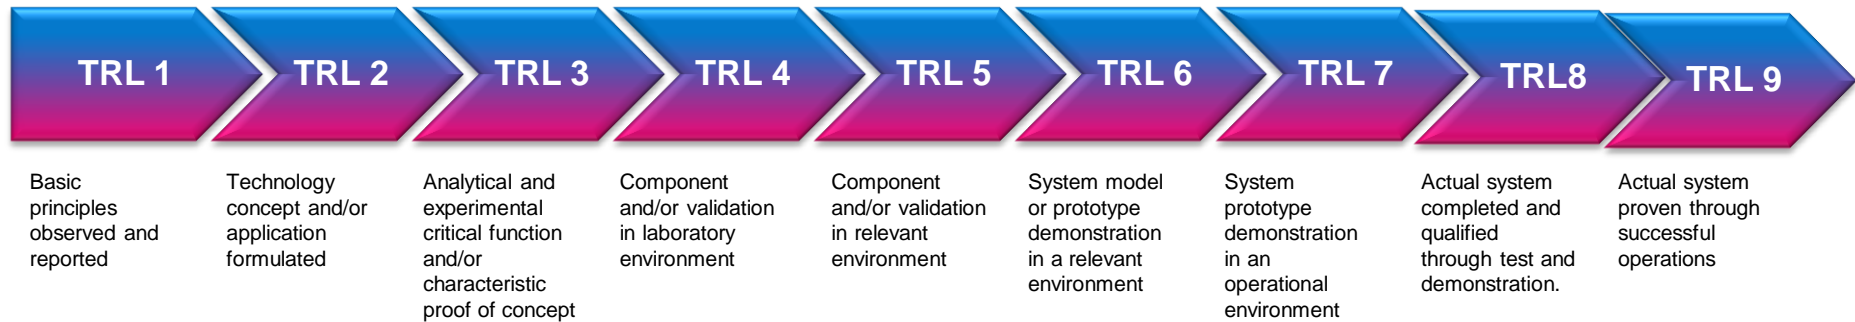 TRL 1
TRL 2
TRL 3
TRL 4
TRL 5
TRL 6
TRL 7
TRL8
TRL 9
Basic
principles
observed and
reported
Technology
concept and/or
application
formulated
Analytical and
experimental
critical function
and/or
characteristic
proof of concept
Component
and/or validation
in laboratory
environment
Component
and/or validation
in relevant
environment
System model
or prototype
demonstration
in a relevant
environment
System
prototype
demonstration
in an
operational
environment
Actual system
completed and
qualified
through test and
demonstration.
Actual system
proven through
successful
operations